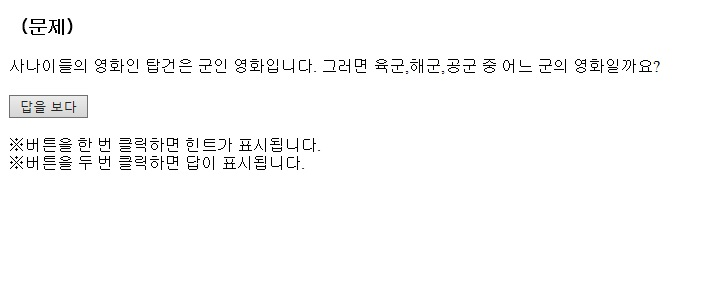 (문제)
사나이들의 영화인 탑건은 군인 영화입니다. 그러면 육군,해군,공군 중 어느 군의 영화일까요?
답을 보다
※버튼을 한 번 클릭하면 힌트가 표시됩니다.
※버튼을 두 번 클릭하면 답이 표시됩니다.